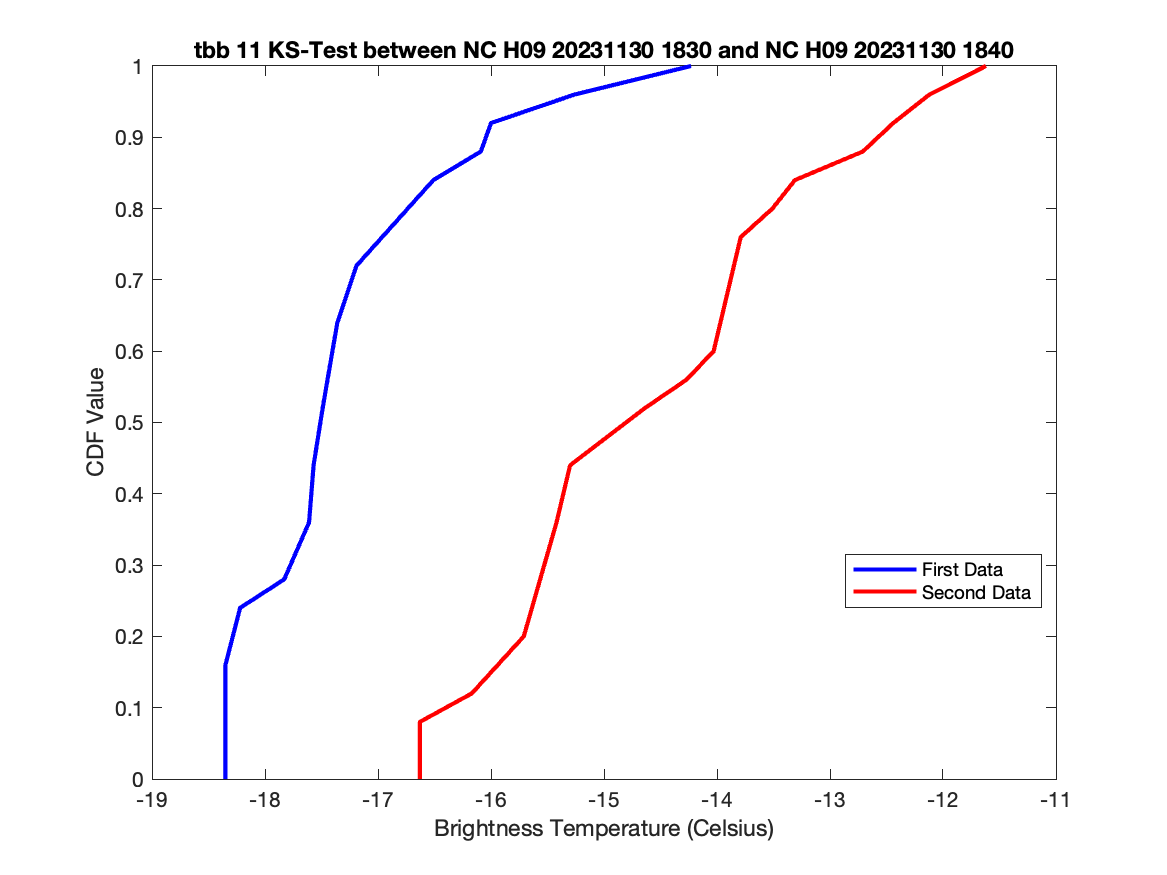 tbb 11 KS-Test between NC H09 20231130 1830 and NC H09 20231130 1840
1
0.9
0.8
0.7
0.6
0.5
0.4
0.3
0.2
0.1
0
CDF Value
First Data
Second Data
-19 -18 -17 -16 -15 -14 -13 -12 -11
Brightness Temperature (Celsius)